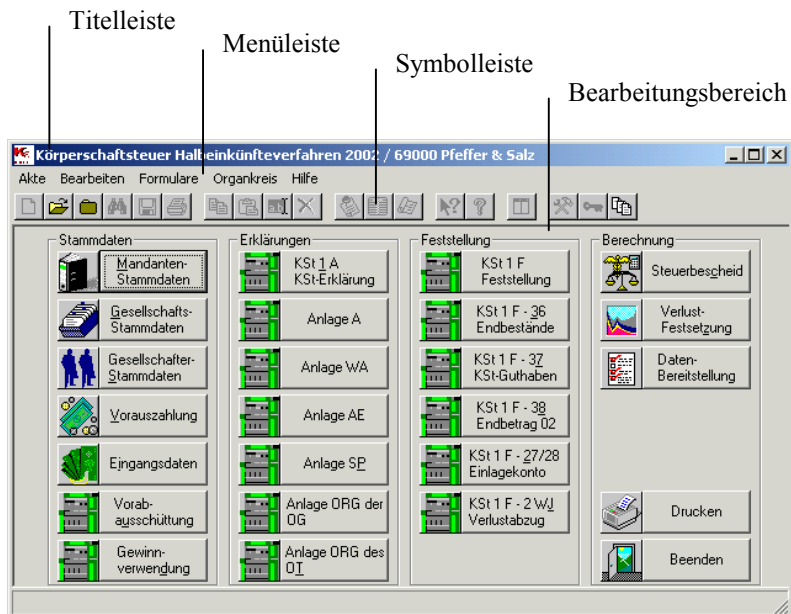 Titelleiste
Menüleiste
Symbolleiste
Bearbeitungsbereich
Körperschaftsteuer Halbeinkünfteverfahren 2002 / 69000 Pfeffer & Salz
Akte Bearbeiten Formulare Organkreis Hilfe
Stammdaten
Mandanten-
Stammdaten
Gesellschafts-
Stammdaten
Gesellschafter-
Stammdaten
Vorauszahlung
Eingangsdaten
Vorab-
ausschüttung
Gewinn-
verwendung
Erklärungen
KSt 1 A
KSt-Erklärung
Anlage A
Anlage WA
Anlage AE
Anlage SP
Anlage ORG der
OG
Anlage ORG des
OT
Feststellung
KSt 1 F
Feststellung
KSt 1 F - 36
Endbestände
KSt 1 F - 37
KSt-Guthaben
KSt 1 F - 38
Endbetrag 02
KSt 1 F - 27/28
Einlagekonto
KSt 1 F - 2 WJ
Verlustabzug
Berechnung
Steuerbescheid
Verlust-
Festsetzung
Daten-
Bereitstellung
Drucken
Beenden